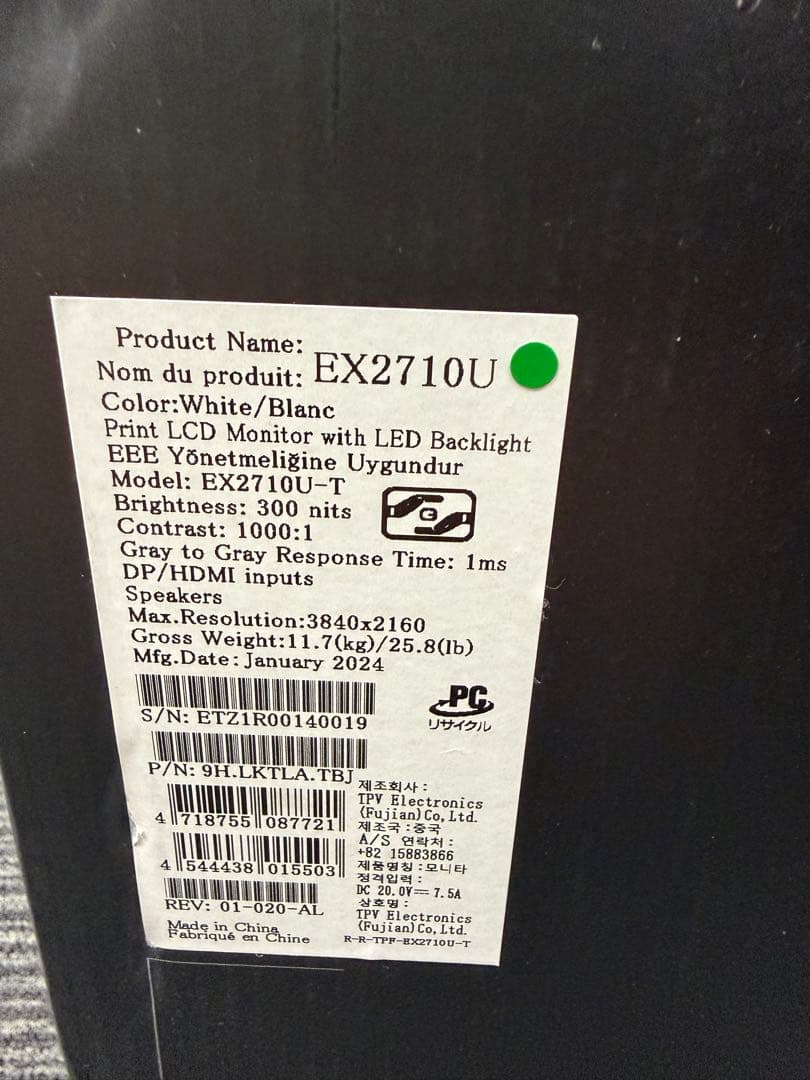 Product Name:
Nom du produit: EX2710U
Color:White/Blanc
Print LCD Monitor with LED Backlight
EEE Yönetmeliğine Uygundur
Model: EX2710U-T
Brightness: 300 nits
Contrast: 1000:1
Gray to Gray Response Time: 1ms
DP/HDMI inputs
Speakers
Max.Resolution:3840x2160
Gross Weight:11.7(kg)/25.8(lb)
Mfg.Date: January 2024
S/N: ETZ1R00140019
PC
リサイクル
P/N: 9H.LKTLA.TBJ
4 718755 087721
4 544438 015503
REV: 01-020-AL
Made in China
Fabriqué en Chine
제조회사 :
TPV Electronics
(Fujian)Co,Ltd.
제조국 : 중국
A/S 연락처 :
+82 15883866
제품명칭 : 모니타
정격입력 :
DC 20.0V⎓7.5A
상호명 :
TPV Electronics
(Fujian)Co,Ltd.
R-R-TPF-EX2710U-T